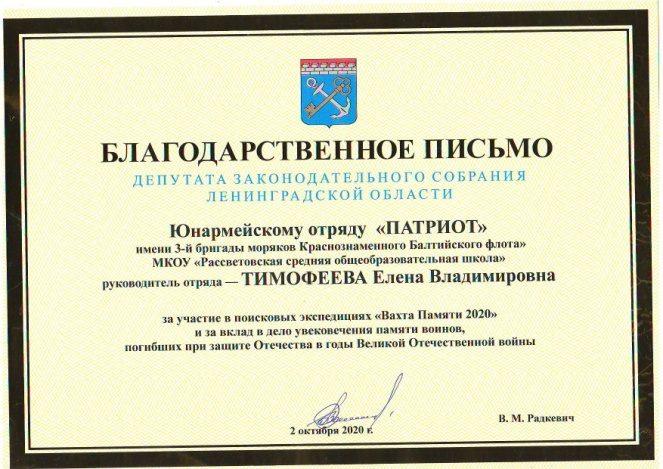 БЛАГОДАРСТВЕННОЕ ПИСЬМО
ДЕПУТАТА ЗАКОНОДАТЕЛЬНОГО СОБРАНИЯ
ЛЕНИНГРАДСКОЙ ОБЛАСТИ
Юнармейскому отряду «ПАТРИОТ»
имени 3-й бригады моряков Краснознаменного Балтийского флота»
МКОУ «Рассветовская средняя общеобразовательная школа»
руководитель отряда — ТИМОФЕЕВА Елена Владимировна
за участие в поисковых экспедициях «Вахта Памяти 2020»
и за вклад в дело увековечения памяти воинов,
погибших при защите Отечества в годы Великой Отечественной войны
2 октября 2020 г.
В. М. Радкевич